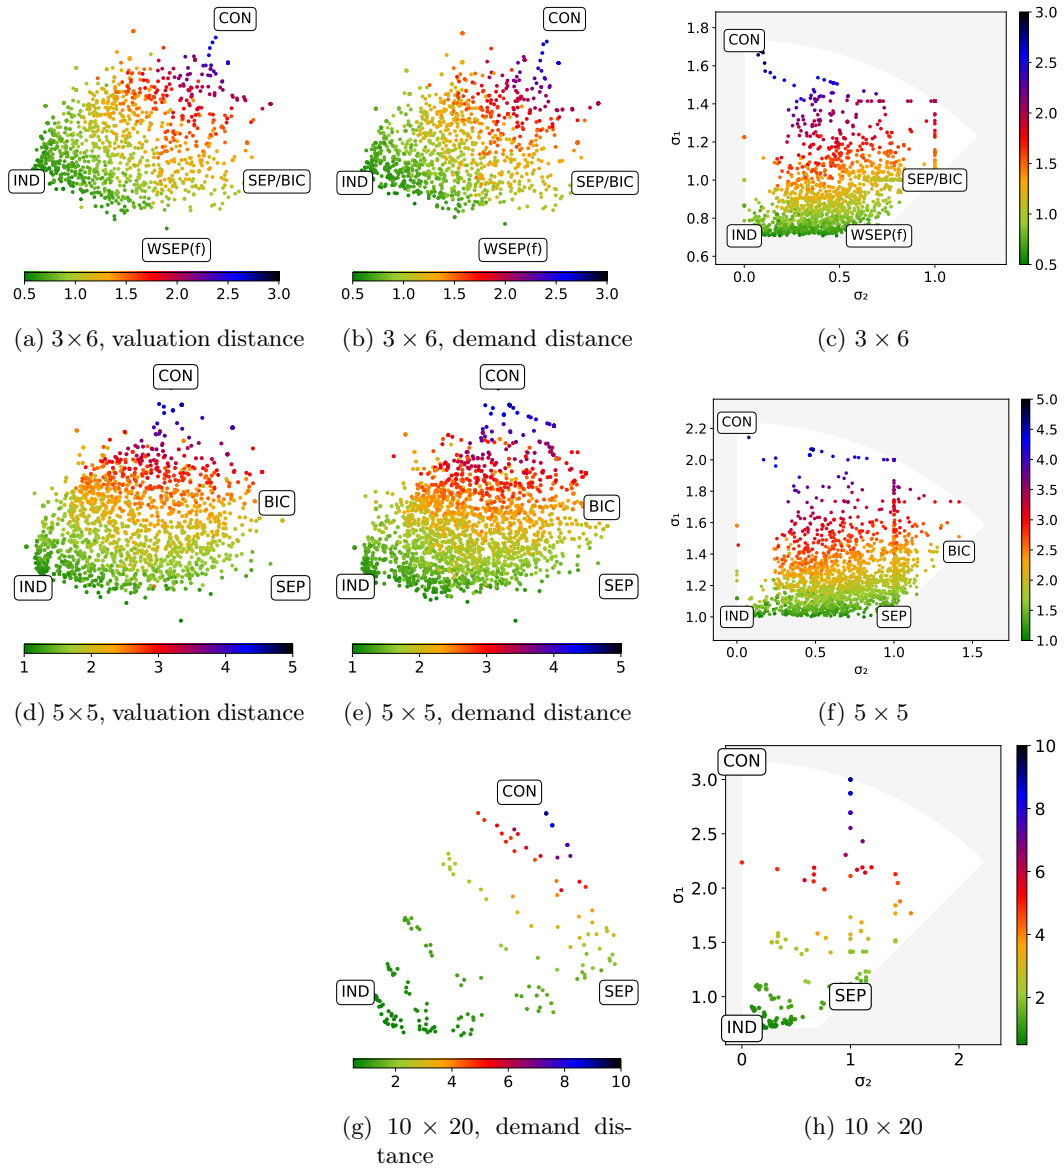 CON
IND
SEP/BIC
WSEP(f)
0.5 1.0 1.5 2.0 2.5 3.0
(a) 3×6, valuation distance
CON
IND
SEP/BIC
WSEP(f)
0.5 1.0 1.5 2.0 2.5 3.0
(b) 3 × 6, demand distance
1.8
1.6
1.4
1.2
1.0
0.8
0.6
σ₁
CON
SEP/BIC
IND
WSEP(f)
0.0 0.5 1.0
σ₂
3.0
2.5
2.0
1.5
1.0
0.5
(c) 3 × 6
CON
BIC
IND
SEP
1 2 3 4 5
(d) 5×5, valuation distance
CON
BIC
IND
SEP
1 2 3 4 5
(e) 5 × 5, demand distance
2.2
2.0
1.8
1.6
1.4
1.2
1.0
σ₁
CON
BIC
IND
SEP
0.0 0.5 1.0 1.5
σ₂
5.0
4.5
4.0
3.5
3.0
2.5
2.0
1.5
1.0
(f) 5 × 5
CON
IND
SEP
2 4 6 8 10
(g) 10 × 20, demand dis-
tance
3.0
2.5
2.0
1.5
1.0
σ₁
CON
SEP
IND
0 1 2
σ₂
10
8
6
4
2
(h) 10 × 20